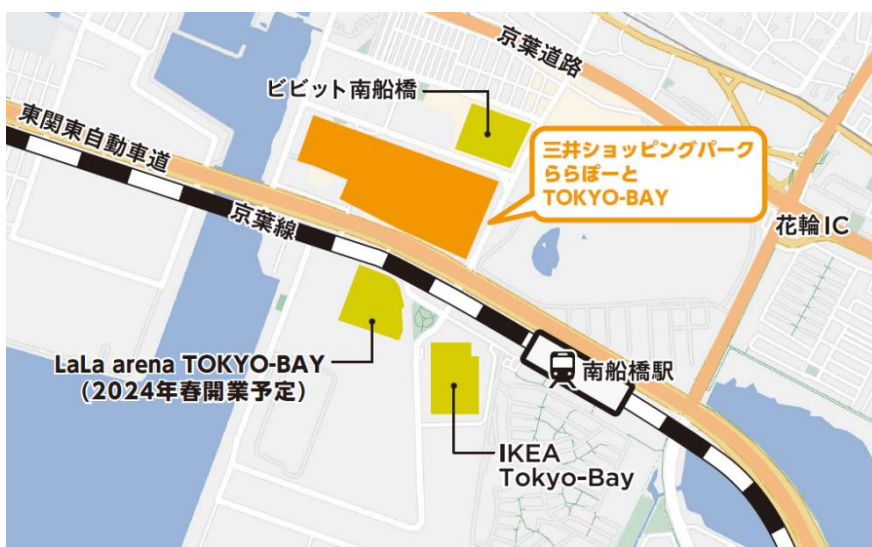 京葉道路
ビビット南船橋
東関東自動車道
三井ショッピングパーク
ららぽーと
TOKYO-BAY
京葉線
花輪IC
LaLa arena TOKYO-BAY
(2024年春開業予定)
南船橋駅
IKEA
Tokyo-Bay